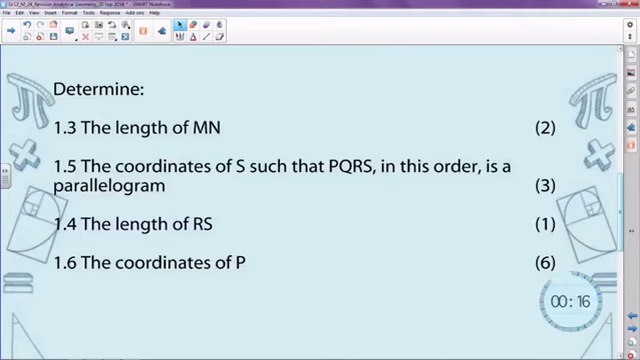 Gr12_M_24_Revision Analytical Geometry_20 Sep 2016 * - SMART Notebook
File Edit View Insert Format Tools Response Add-ons Help
Determine:
1.3 The length of MN (2)
1.5 The coordinates of S such that PQRS, in this order, is a
parallelogram (3)
1.4 The length of RS (1)
1.6 The coordinates of P (6)
00:16